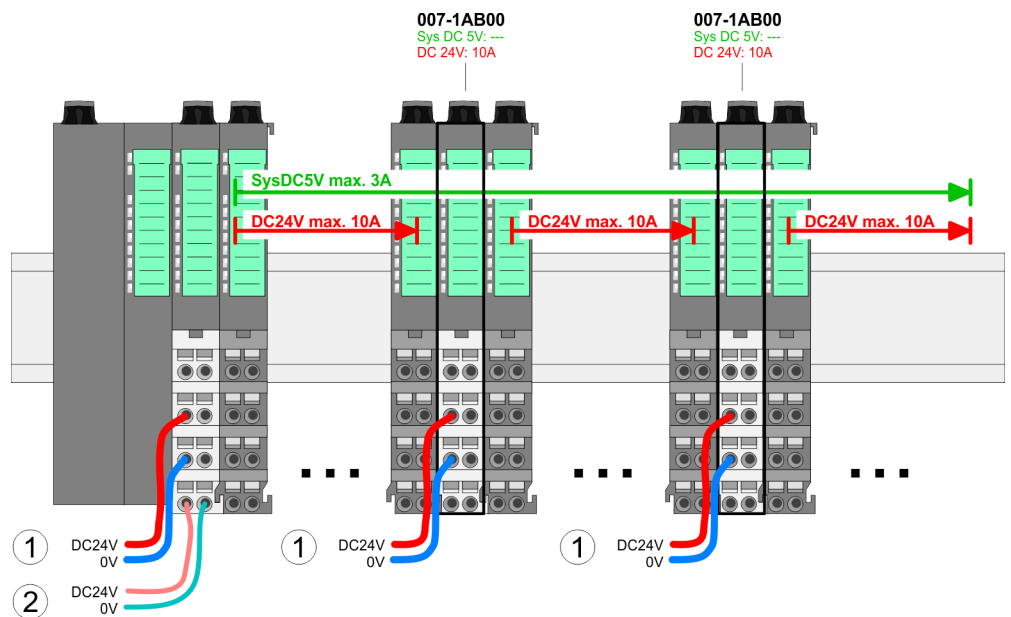 007-1AB00
Sys DC 5V: ---
DC 24V: 10A
007-1AB00
Sys DC 5V: ---
DC 24V: 10A
SysDC5V max. 3A
DC24V max. 10A
DC24V max. 10A
DC24V max. 10A
1
DC24V
0V
1
DC24V
0V
1
DC24V
0V
2
DC24V
0V